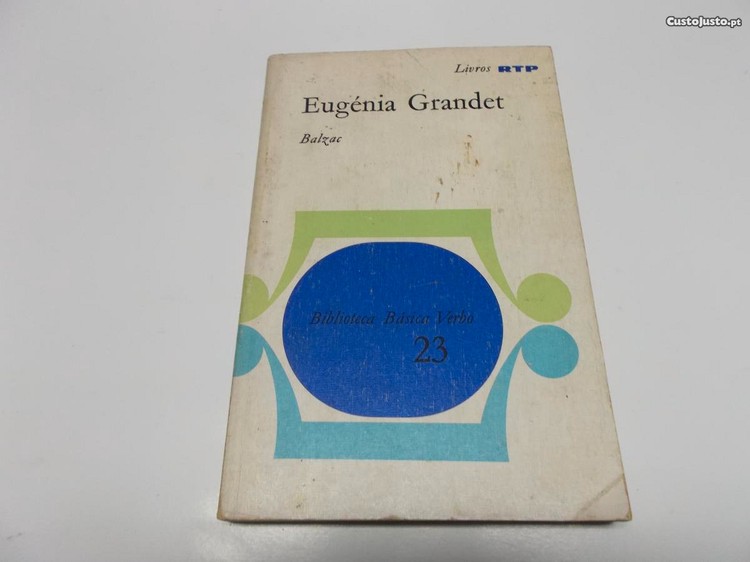 CustoJusto.pt
Livros RTP
Eugénia Grandet
Balzac
Biblioteca Básica Verbo
23